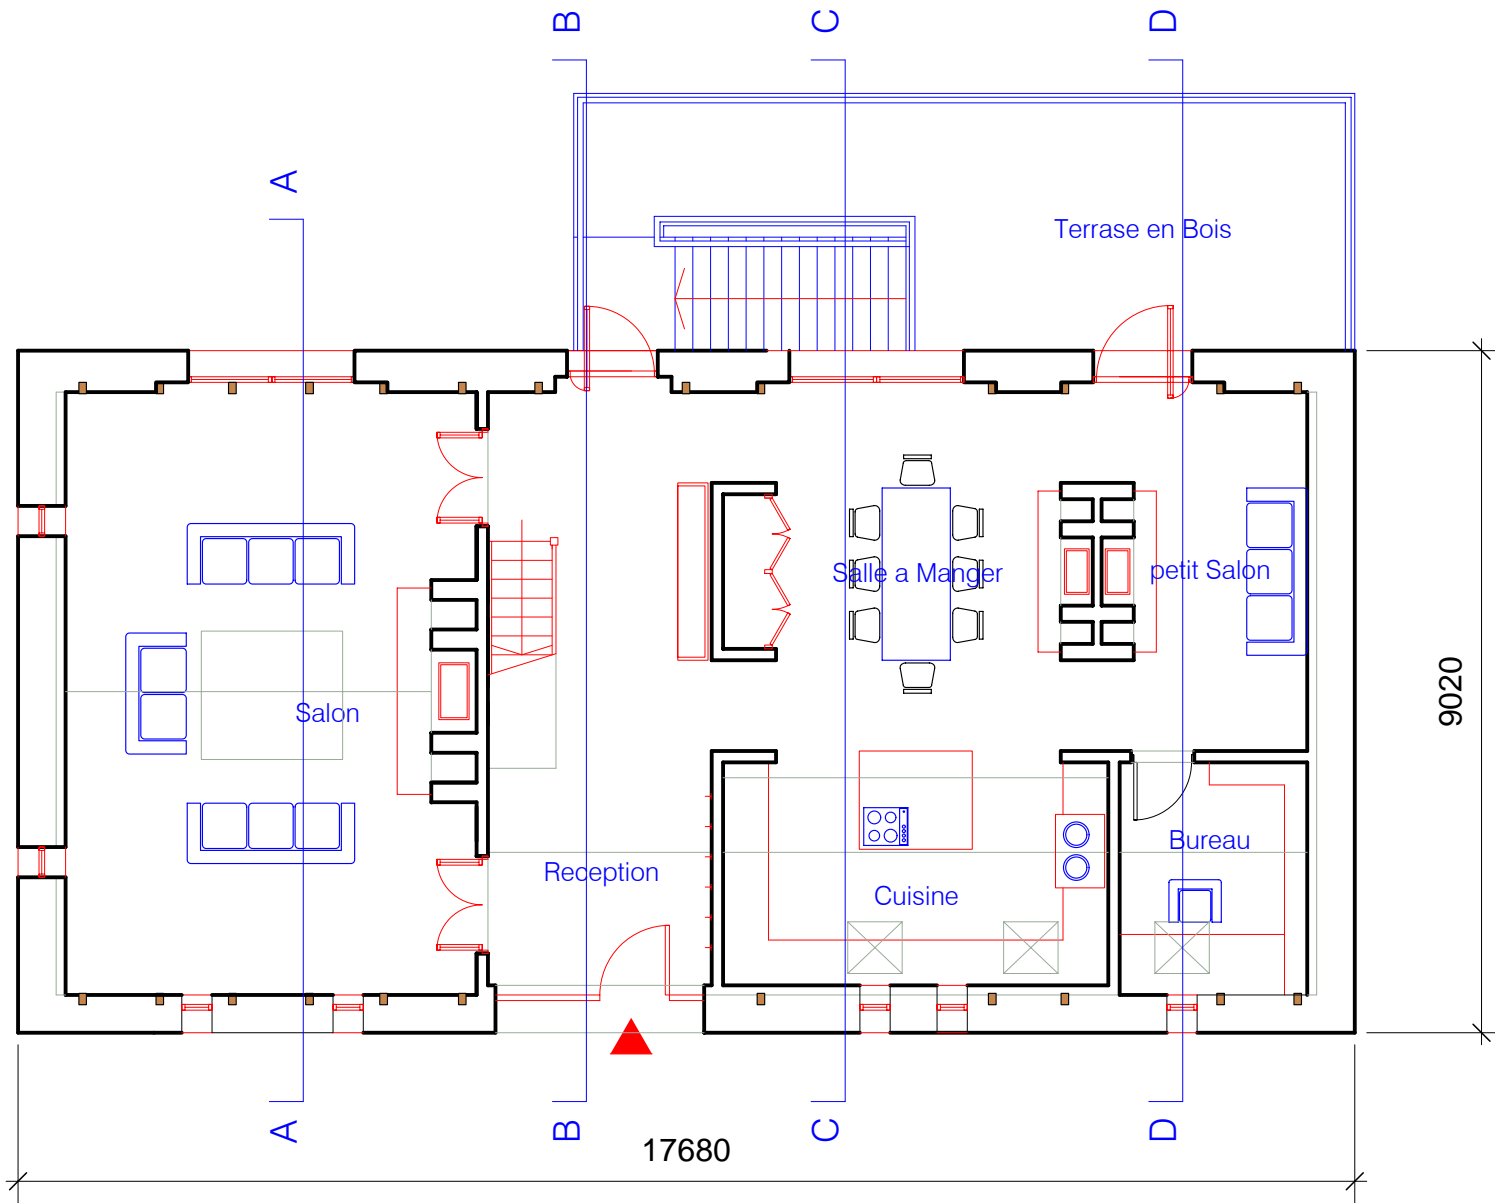 B
C
D
A
Terrase en Bois
Salle a Manger
petit Salon
Salon
Reception
Cuisine
Bureau
9020
A
B
C
D
17680